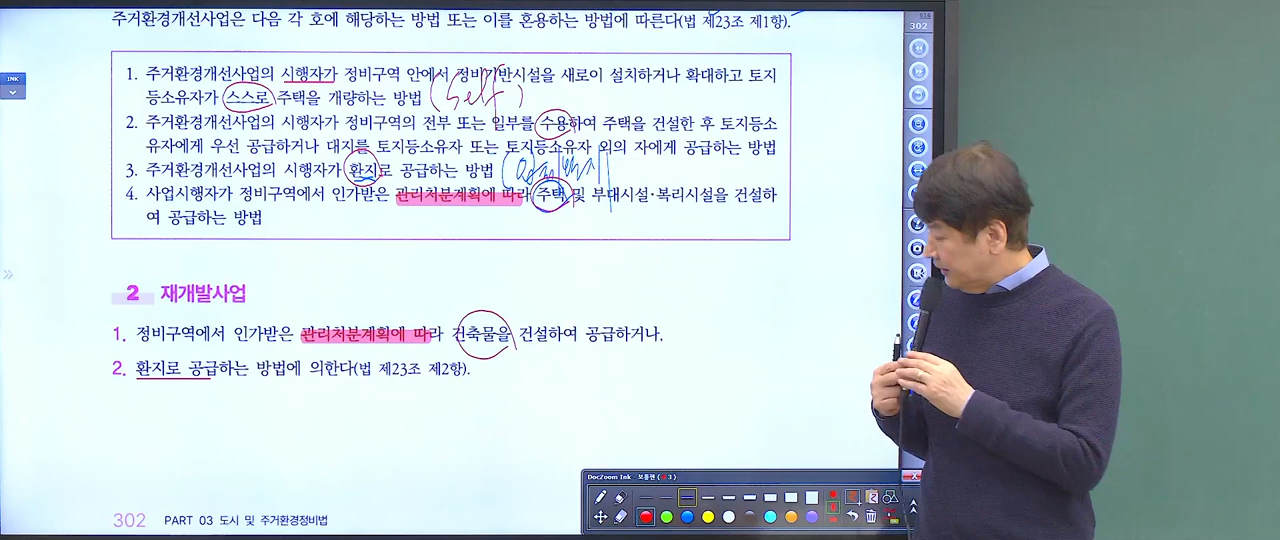 주거환경개선사업은 다음 각 호에 해당하는 방법 또는 이를 혼용하는 방법에 따른다(법 제23조 제1항).
302
INK
1. 주거환경개선사업의 시행자가 정비구역 안에서 정비기반시설을 새로이 설치하거나 확대하고 토지
등소유자가 스스로 주택을 개량하는 방법 (Self)
2. 주거환경개선사업의 시행자가 정비구역의 전부 또는 일부를 수용하여 주택을 건설한 후 토지등소
유자에게 우선 공급하거나 대지를 토지등소유자 또는 토지등소유자 외의 자에게 공급하는 방법
3. 주거환경개선사업의 시행자가 환지로 공급하는 방법
4. 사업시행자가 정비구역에서 인가받은 관리처분계획에 따라 주택 및 부대시설·복리시설을 건설하
여 공급하는 방법
2 재개발사업
1. 정비구역에서 인가받은 관리처분계획에 따라 건축물을 건설하여 공급하거나,
2. 환지로 공급하는 방법에 의한다(법 제23조 제2항).
DocZoom Ink - 보통펜 ( 3 )
302 PART 03 도시 및 주거환경정비법